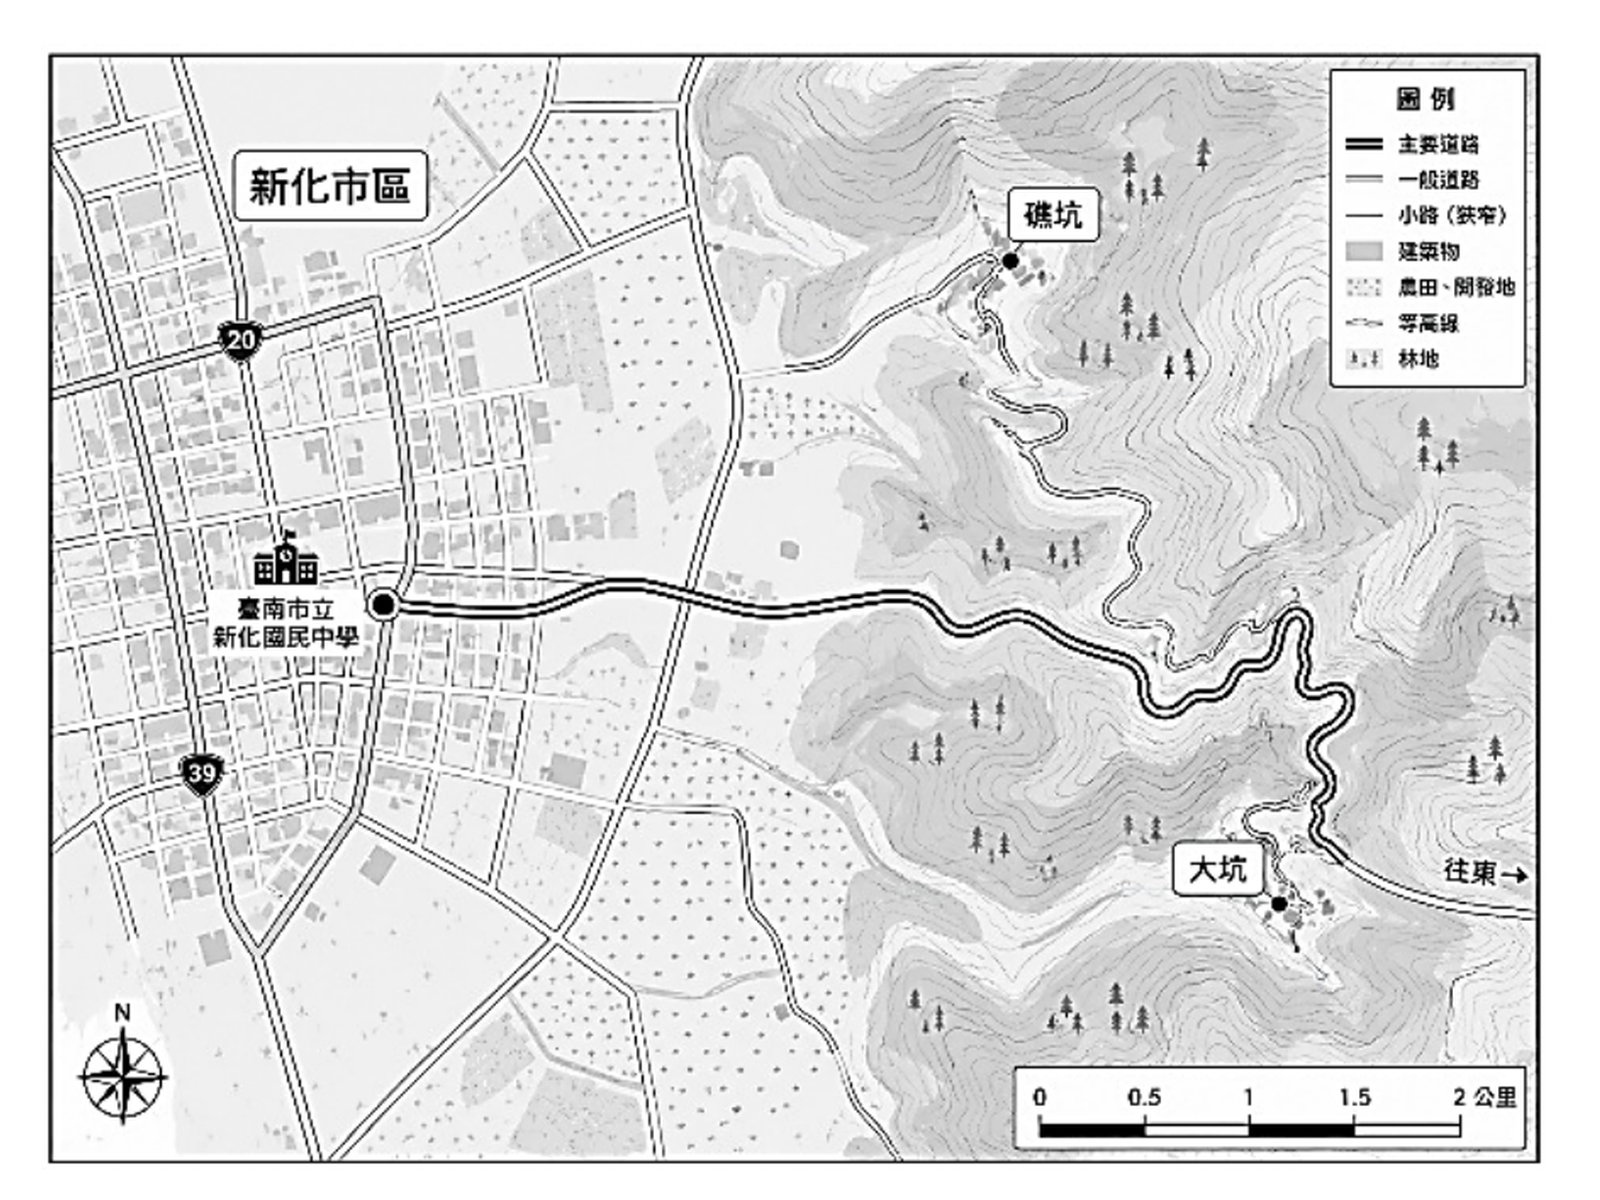 新化市區
礁坑
20
臺南市立
新化國民中學
39
大坑
往東→
N
圖例
主要道路
一般道路
小路（狹窄）
建築物
農田、開發地
等高線
林地
0 0.5 1 1.5 2 公里